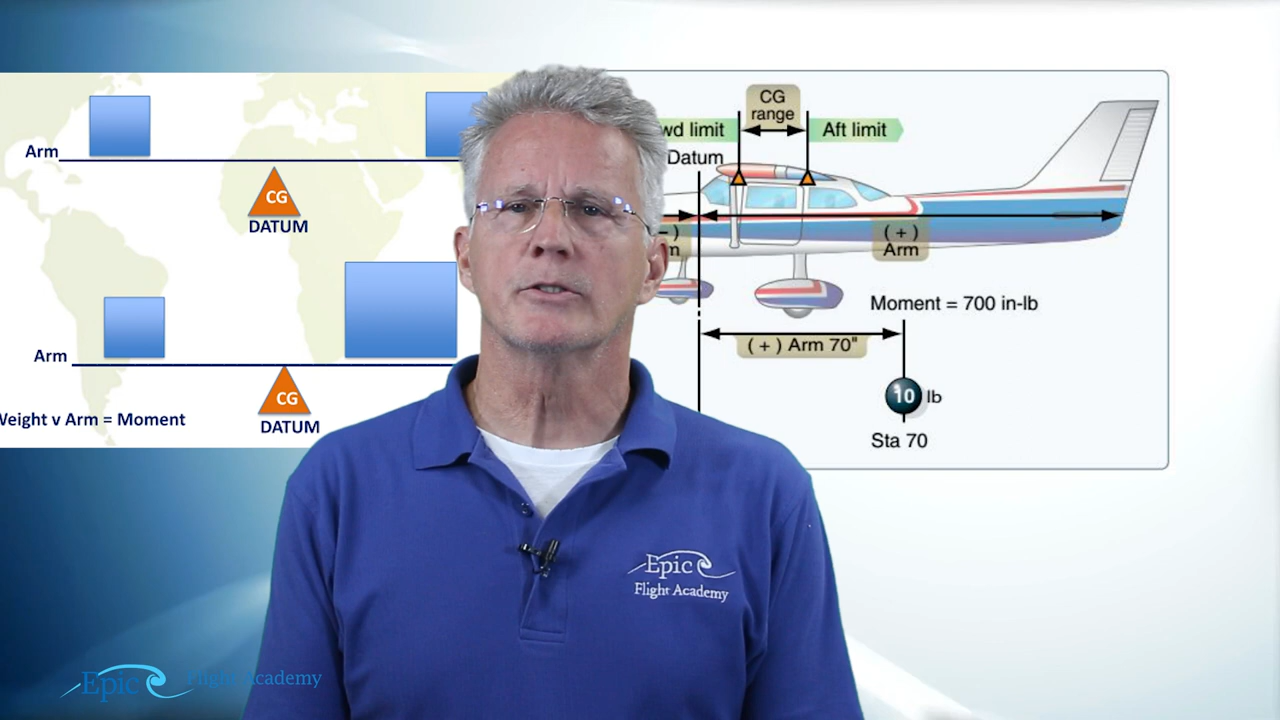 Arm
CG
DATUM
Arm
CG
DATUM
Weight v Arm = Moment
CG
range
wd limit
Aft limit
Datum
( + )
Arm
Moment = 700 in-lb
( + ) Arm 70"
10 lb
Sta 70
Epic
Flight Academy
Epic Flight Academy